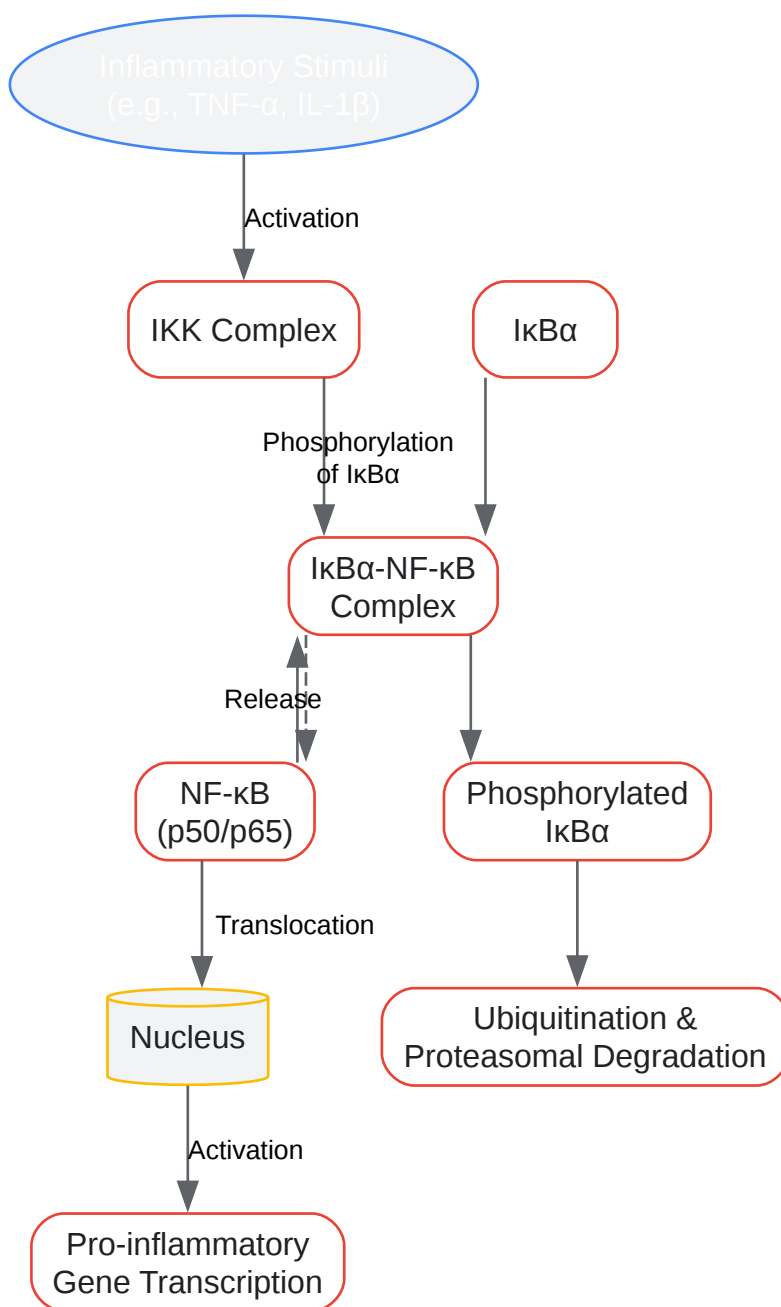 Inflammatory Stimuli
(e.g., TNF-α, IL-1β)
Activation
IKK Complex
IκBα
Phosphorylation
of IκBα
IκBα-NF-κB
Complex
Release
NF-κB
(p50/p65)
Phosphorylated
IκBα
Translocation
Nucleus
Ubiquitination &
Proteasomal Degradation
Activation
Pro-inflammatory
Gene Transcription